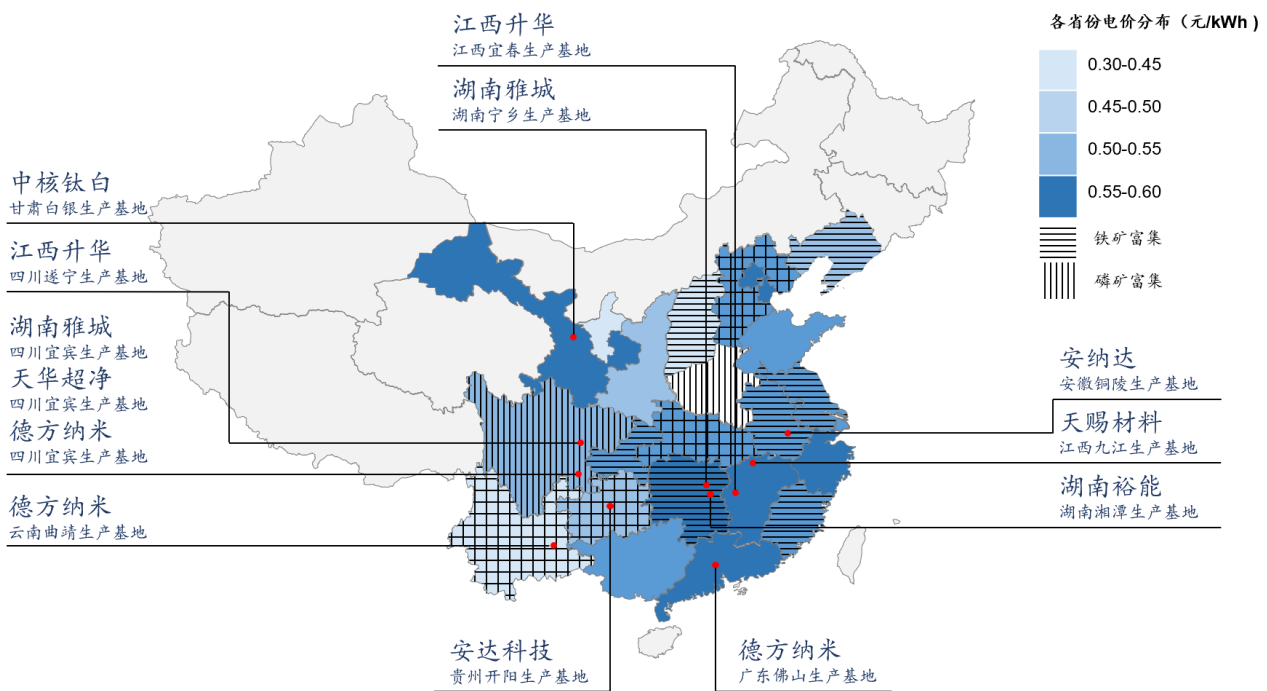 江西升华
江西宜春生产基地
湖南雅城
湖南宁乡生产基地
各省份电价分布（元/kWh）
0.30-0.45
0.45-0.50
0.50-0.55
0.55-0.60
铁矿富集
磷矿富集
中核钛白
甘肃白银生产基地
江西升华
四川遂宁生产基地
湖南雅城
四川宜宾生产基地
天华超净
四川宜宾生产基地
德方纳米
四川宜宾生产基地
德方纳米
云南曲靖生产基地
安纳达
安徽铜陵生产基地
天赐材料
江西九江生产基地
湖南裕能
湖南湘潭生产基地
安达科技
贵州开阳生产基地
德方纳米
广东佛山生产基地